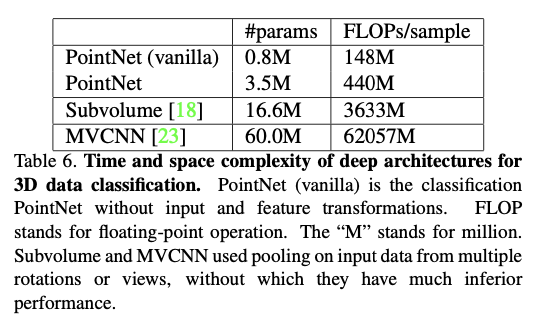 #params FLOPs/sample
PointNet (vanilla) 0.8M 148M
PointNet 3.5M 440M
Subvolume [18] 16.6M 3633M
MVCNN [23] 60.0M 62057M
Table 6. Time and space complexity of deep architectures for
3D data classification. PointNet (vanilla) is the classification
PointNet without input and feature transformations. FLOP
stands for floating-point operation. The “M” stands for million.
Subvolume and MVCNN used pooling on input data from multiple
rotations or views, without which they have much inferior
performance.